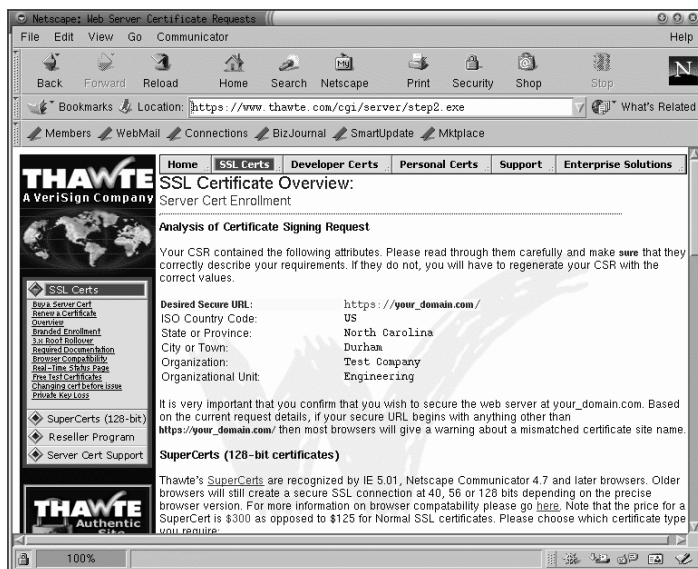 Netscape: Web Server Certificate Requests
File Edit View Go Communicator Help
Back Forward Reload Home Search Netscape Print Security Shop Stop
My
N
Bookmarks Location: https://www.thawte.com/cgi/server/step2.exe What's Related
Members WebMail Connections BizJournal SmartUpdate Mktplace
THAWTE
A VeriSign Company
Home SSL Certs Developer Certs Personal Certs Support Enterprise Solutions
SSL Certificate Overview:
Server Cert Enrollment
Analysis of Certificate Signing Request
Your CSR contained the following attributes. Please read through them carefully and make sure that they
correctly describe your requirements. If they do not, you will have to regenerate your CSR with the
correct values.
SSL Certs
Buy a Server Cert
Renew a Certificate
Overview
Branded Enrollment
3.x Root Rollover
Required Documentation
Browser Compatibility
Real-Time Status Page
Free Test Certificates
Changing cert before issue
Private Key Loss
SuperCerts (128-bit)
Reseller Program
Server Cert Support
Desired Secure URL: https://your_domain.com/
ISO Country Code: US
State or Province: North Carolina
City or Town: Durham
Organization: Test Company
Organizational Unit: Engineering
It is very important that you confirm that you wish to secure the web server at your_domain.com. Based
on the current request details, if your secure URL begins with anything other than
https://your_domain.com/ then most browsers will give a warning about a mismatched certificate site name.
SuperCerts (128-bit certificates)
Thawte's SuperCerts are recognized by IE 5.01, Netscape Communicator 4.7 and later browsers. Older
browsers will still create a secure SSL connection at 40, 56 or 128 bits depending on the precise
browser version. For more information on browser compatability please go here. Note that the price for a
SuperCert is $300 as opposed to $125 for Normal SSL certificates. Please choose which certificate type
you require:
THAWTE
Authentic
Site
100%